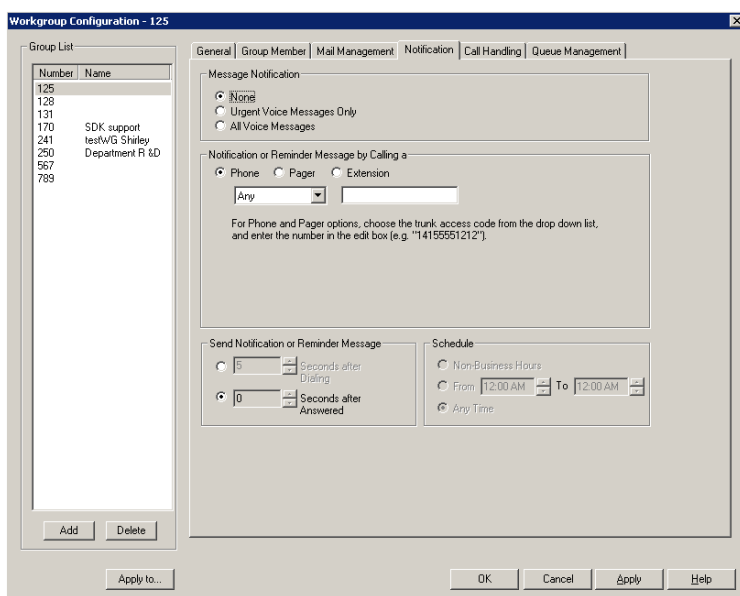 Workgroup Configuration - 125
Group List
Number Name
125
128
131
170 SDK support
241 testWG Shirley
250 Department R &D
567
789
Add Delete
Apply to...
General Group Member Mail Management Notification Call Handling Queue Management
Message Notification
None
Urgent Voice Messages Only
All Voice Messages
Notification or Reminder Message by Calling a
Phone Pager Extension
Any
For Phone and Pager options, choose the trunk access code from the drop down list,
and enter the number in the edit box (e.g. "14155551212").
Send Notification or Reminder Message
5 Seconds after
Dialing
0 Seconds after
Answered
Schedule
Non-Business Hours
From 12:00 AM To 12:00 AM
Any Time
OK Cancel Apply Help